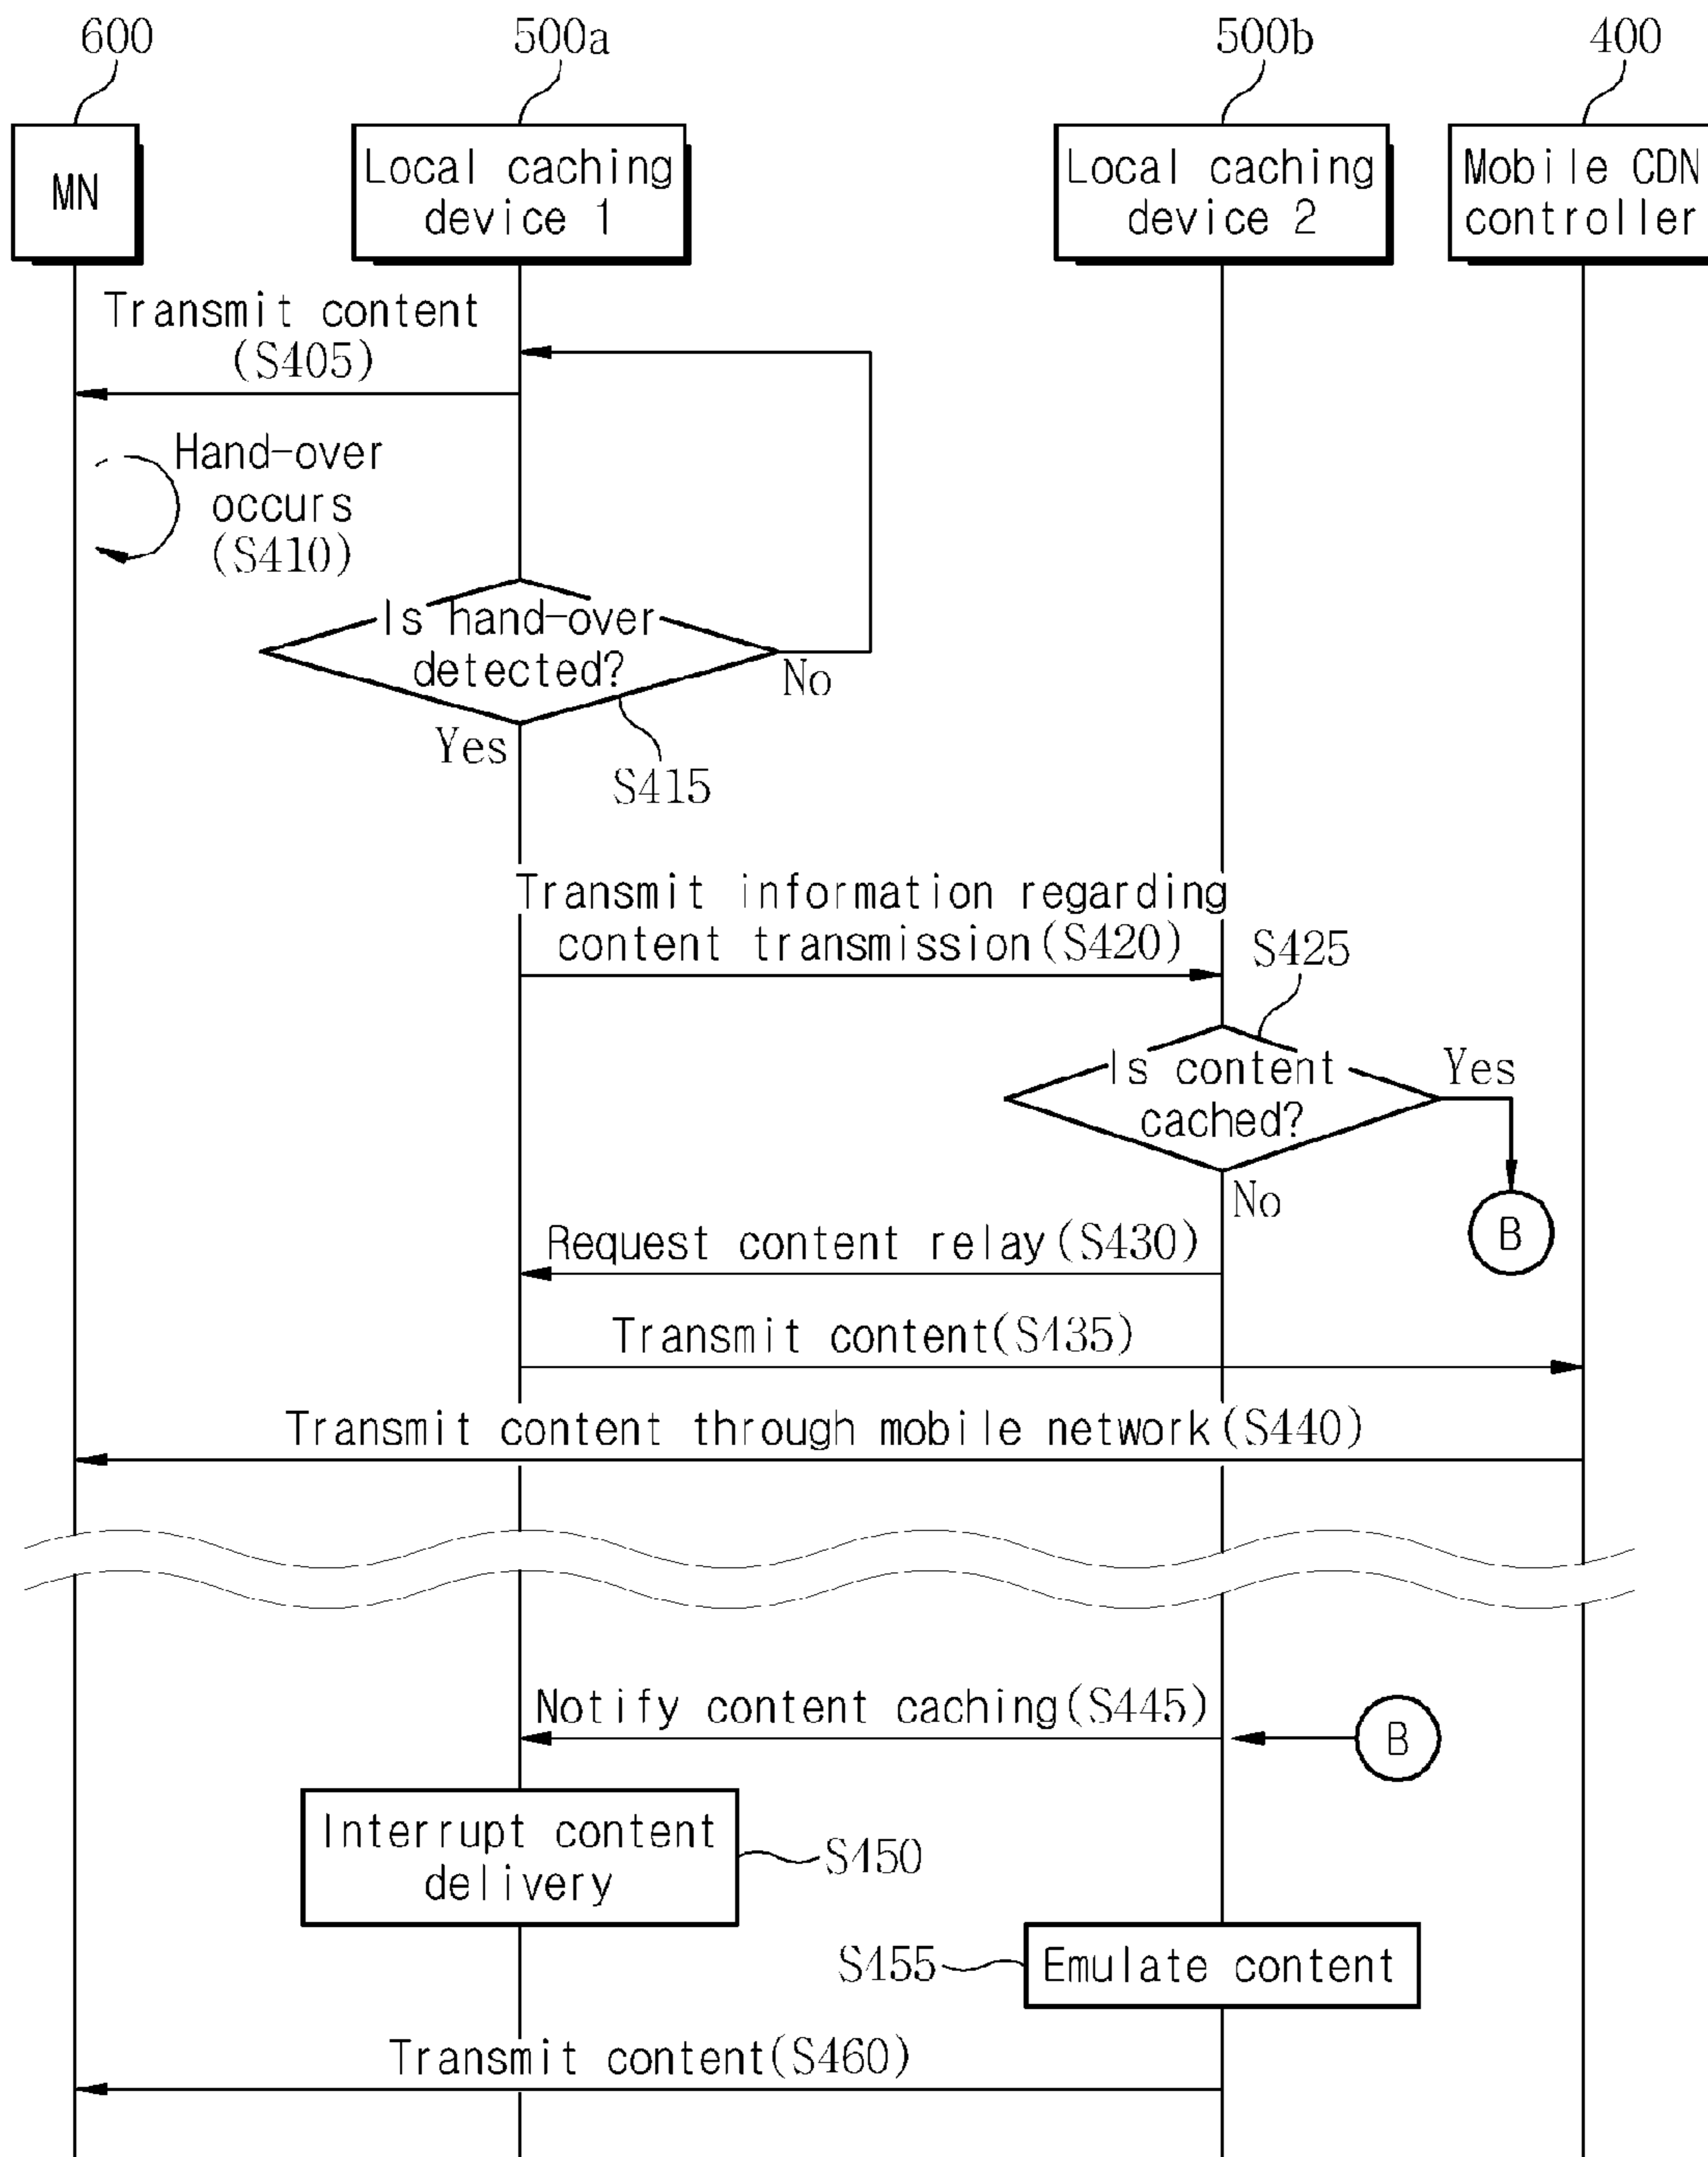 600
500a
500b
400
MN
Local caching
device 1
Local caching
device 2
Mobile CDN
controller
Transmit content
(S405)
Hand-over
occurs
(S410)
Is hand-over
detected?
No
Yes
S415
Transmit information regarding
content transmission(S420)
S425
Is content
cached?
Yes
No
B
Request content relay(S430)
Transmit content(S435)
Transmit content through mobile network(S440)
Notify content caching(S445)
B
Interrupt content
delivery
S450
S455
Emulate content
Transmit content(S460)